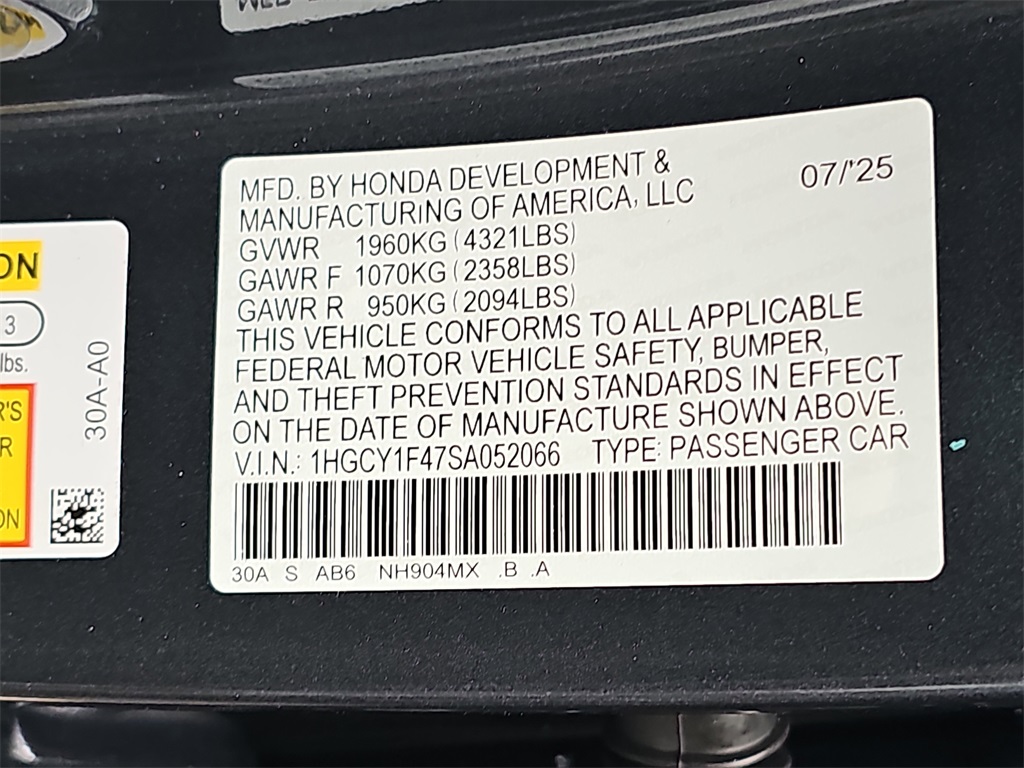 MFD. BY HONDA DEVELOPMENT &
MANUFACTURING OF AMERICA, LLC
07/'25
GVWR 1960KG (4321LBS)
GAWR F 1070KG (2358LBS)
GAWR R 950KG (2094LBS)
THIS VEHICLE CONFORMS TO ALL APPLICABLE
FEDERAL MOTOR VEHICLE SAFETY, BUMPER,
AND THEFT PREVENTION STANDARDS IN EFFECT
ON THE DATE OF MANUFACTURE SHOWN ABOVE.
V.I.N.: 1HGCY1F47SA052066 TYPE: PASSENGER CAR
30A S AB6 NH904MX .B .A
ON
3
lbs.
R'S
R
ON
30A-A0